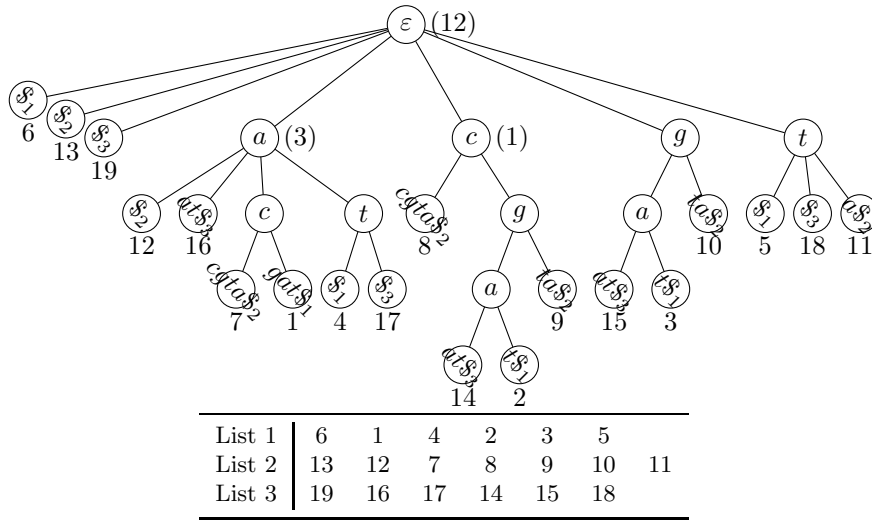 ε (12)
$₁ $₂ $₃ a (3) c (1) g t
6 13 19
$₂ at$₃ c t cgta$₂ g a ta$₂ $₁ $₃ a$₂
12 16 8 10 5 18 11
cgta$₂ gat$₁ $₁ $₃ a ta$₂ at$₃ t$₁
7 1 4 17 9 15 3
at$₃ t$₁
14 2
List 1 6 1 4 2 3 5
List 2 13 12 7 8 9 10 11
List 3 19 16 17 14 15 18